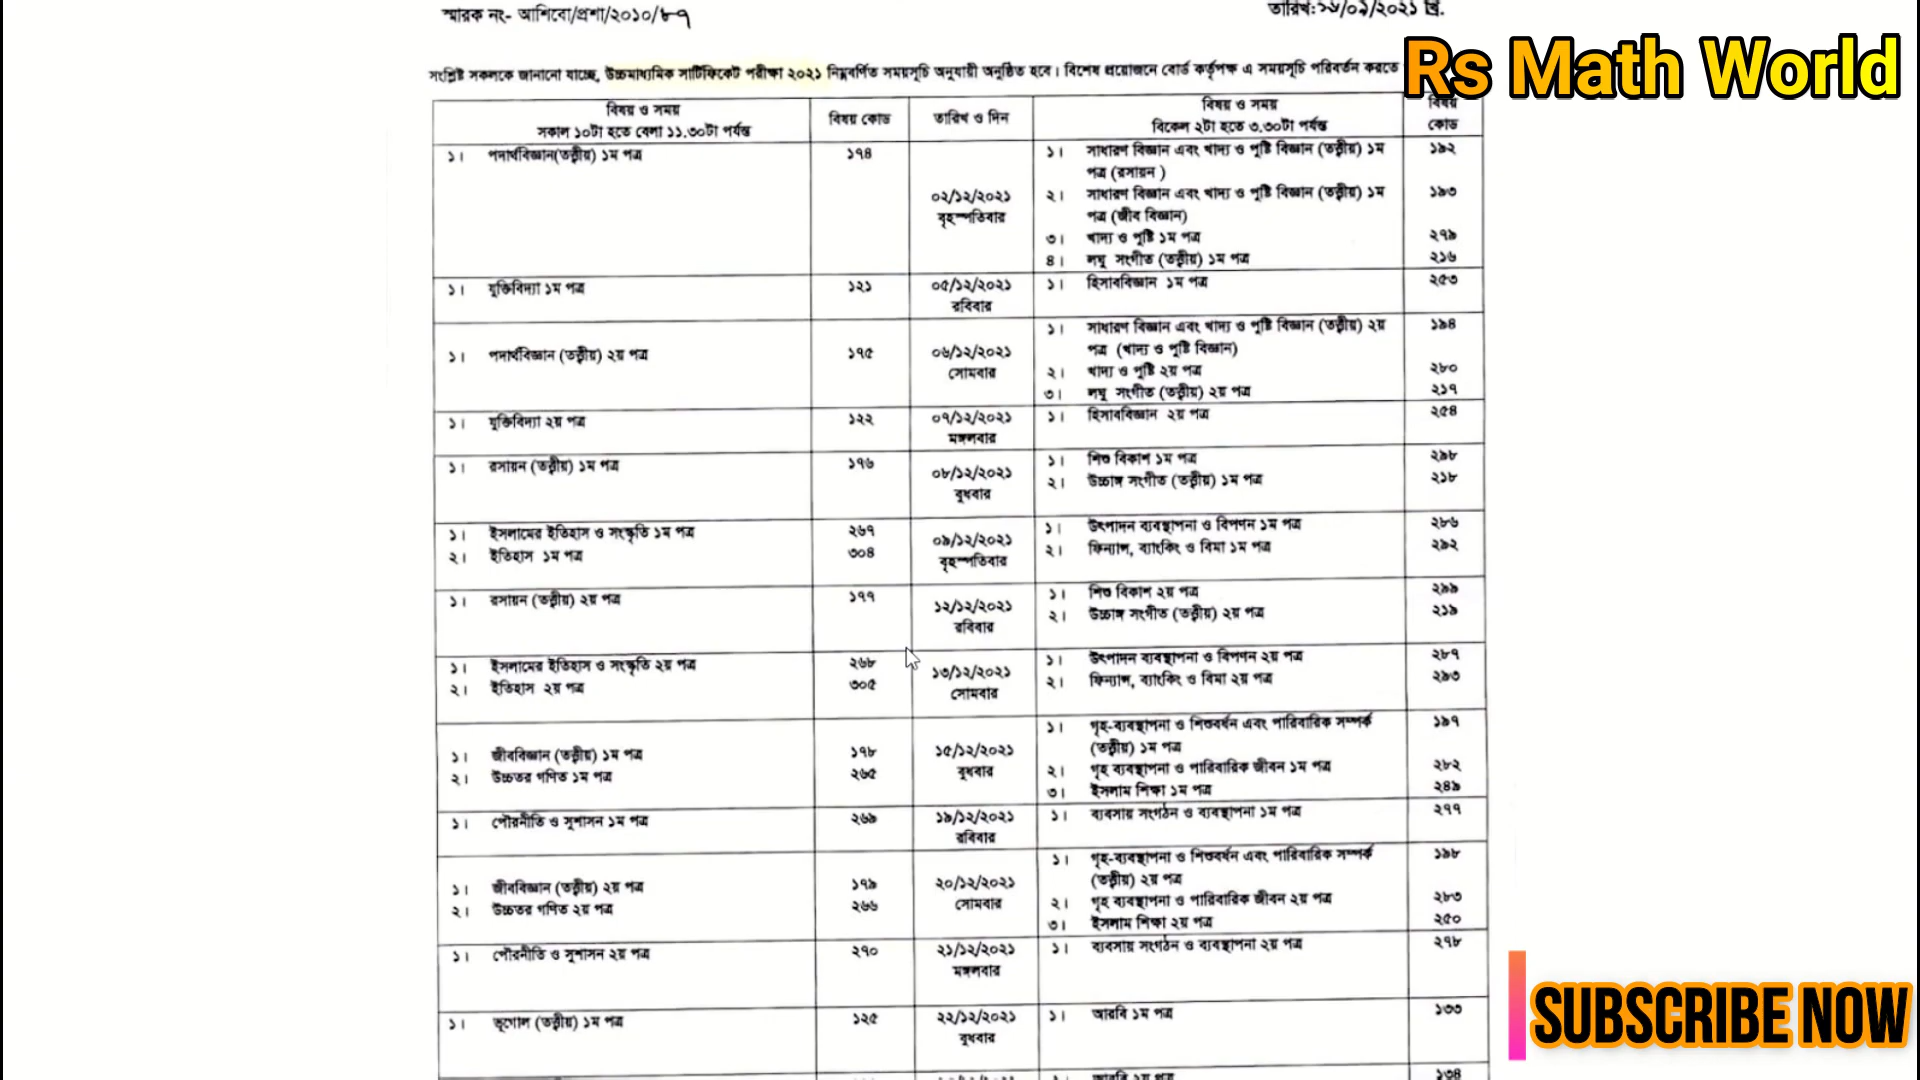 স্মারক নং- আশিবো/প্রশা/২০১০/৮৭
তারিখ:১৬/০৯/২০২১ খ্রি.
Rs Math World
সংশ্লিষ্ট সকলকে জানানো যাচ্ছে, উচ্চমাধ্যমিক সার্টিফিকেট পরীক্ষা ২০২১ নিম্নবর্ণিত সময়সূচি অনুযায়ী অনুষ্ঠিত হবে। বিশেষ প্রয়োজনে বোর্ড কর্তৃপক্ষ এ সময়সূচি পরিবর্তন করতে
বিষয় ও সময় সকাল ১০টা হতে বেলা ১১.৩০টা পর্যন্ত বিষয় কোড তারিখ ও দিন বিষয় ও সময় বিকেল ২টা হতে ৩.৩০টা পর্যন্ত বিষয় কোড
১। পদার্থবিজ্ঞান(তত্ত্বীয়) ১ম পত্র ১৭৪
০২/১২/২০২১
বৃহস্পতিবার
১। সাধারণ বিজ্ঞান এবং খাদ্য ও পুষ্টি বিজ্ঞান (তত্ত্বীয়) ১ম ১৯২
পত্র (রসায়ন )
২। সাধারণ বিজ্ঞান এবং খাদ্য ও পুষ্টি বিজ্ঞান (তত্ত্বীয়) ১ম ১৯৩
পত্র (জীব বিজ্ঞান)
৩। খাদ্য ও পুষ্টি ১ম পত্র ২৭৯
৪। লঘু সংগীত (তত্ত্বীয়) ১ম পত্র ২১৬
১। যুক্তিবিদ্যা ১ম পত্র ১২১
০৫/১২/২০২১
রবিবার
১। হিসাববিজ্ঞান ১ম পত্র ২৫৩
১। পদার্থবিজ্ঞান (তত্ত্বীয়) ২য় পত্র ১৭৫
০৬/১২/২০২১
সোমবার
১। সাধারণ বিজ্ঞান এবং খাদ্য ও পুষ্টি বিজ্ঞান (তত্ত্বীয়) ২য় ১৯৪
পত্র (খাদ্য ও পুষ্টি বিজ্ঞান)
২। খাদ্য ও পুষ্টি ২য় পত্র ২৮০
৩। লঘু সংগীত (তত্ত্বীয়) ২য় পত্র ২১৭
১। যুক্তিবিদ্যা ২য় পত্র ১২২
০৭/১২/২০২১
মঙ্গলবার
১। হিসাববিজ্ঞান ২য় পত্র ২৫৪
১। রসায়ন (তত্ত্বীয়) ১ম পত্র ১৭৬
০৮/১২/২০২১
বুধবার
১। শিশু বিকাশ ১ম পত্র ২৯৮
২। উচ্চাঙ্গ সংগীত (তত্ত্বীয়) ১ম পত্র ২১৮
১। ইসলামের ইতিহাস ও সংস্কৃতি ১ম পত্র ২৬৭
২। ইতিহাস ১ম পত্র ৩০৪
০৯/১২/২০২১
বৃহস্পতিবার
১। উৎপাদন ব্যবস্থাপনা ও বিপণন ১ম পত্র ২৮৬
২। ফিন্যান্স, ব্যাংকিং ও বিমা ১ম পত্র ২৯২
১। রসায়ন (তত্ত্বীয়) ২য় পত্র ১৭৭
১২/১২/২০২১
রবিবার
১। শিশু বিকাশ ২য় পত্র ২৯৯
২। উচ্চাঙ্গ সংগীত (তত্ত্বীয়) ২য় পত্র ২১৯
১। ইসলামের ইতিহাস ও সংস্কৃতি ২য় পত্র ২৬৮
২। ইতিহাস ২য় পত্র ৩০৫
১৩/১২/২০২১
সোমবার
১। উৎপাদন ব্যবস্থাপনা ও বিপণন ২য় পত্র ২৮৭
২। ফিন্যান্স, ব্যাংকিং ও বিমা ২য় পত্র ২৯৩
১। জীববিজ্ঞান (তত্ত্বীয়) ১ম পত্র ১৭৮
২। উচ্চতর গণিত ১ম পত্র ২৬৫
১৫/১২/২০২১
বুধবার
১। গৃহ-ব্যবস্থাপনা ও শিশুবর্ধন এবং পারিবারিক সম্পর্ক ১৯৭
(তত্ত্বীয়) ১ম পত্র
২। গৃহ ব্যবস্থাপনা ও পারিবারিক জীবন ১ম পত্র ২৮২
৩। ইসলাম শিক্ষা ১ম পত্র ২৪৯
১। পৌরনীতি ও সুশাসন ১ম পত্র ২৬৯
১৯/১২/২০২১
রবিবার
১। ব্যবসায় সংগঠন ও ব্যবস্থাপনা ১ম পত্র ২৭৭
১। জীববিজ্ঞান (তত্ত্বীয়) ২য় পত্র ১৭৯
২। উচ্চতর গণিত ২য় পত্র ২৬৬
২০/১২/২০২১
সোমবার
১। গৃহ-ব্যবস্থাপনা ও শিশুবর্ধন এবং পারিবারিক সম্পর্ক ১৯৮
(তত্ত্বীয়) ২য় পত্র
২। গৃহ ব্যবস্থাপনা ও পারিবারিক জীবন ২য় পত্র ২৮৩
৩। ইসলাম শিক্ষা ২য় পত্র ২৫০
১। পৌরনীতি ও সুশাসন ২য় পত্র ২৭০
২১/১২/২০২১
মঙ্গলবার
১। ব্যবসায় সংগঠন ও ব্যবস্থাপনা ২য় পত্র ২৭৮
১। ভূগোল (তত্ত্বীয়) ১ম পত্র ১২৫
২২/১২/২০২১
বুধবার
১। আরবি ১ম পত্র ১৩৩
আরবি ২য় পত্র ১৩৪
SUBSCRIBE NOW